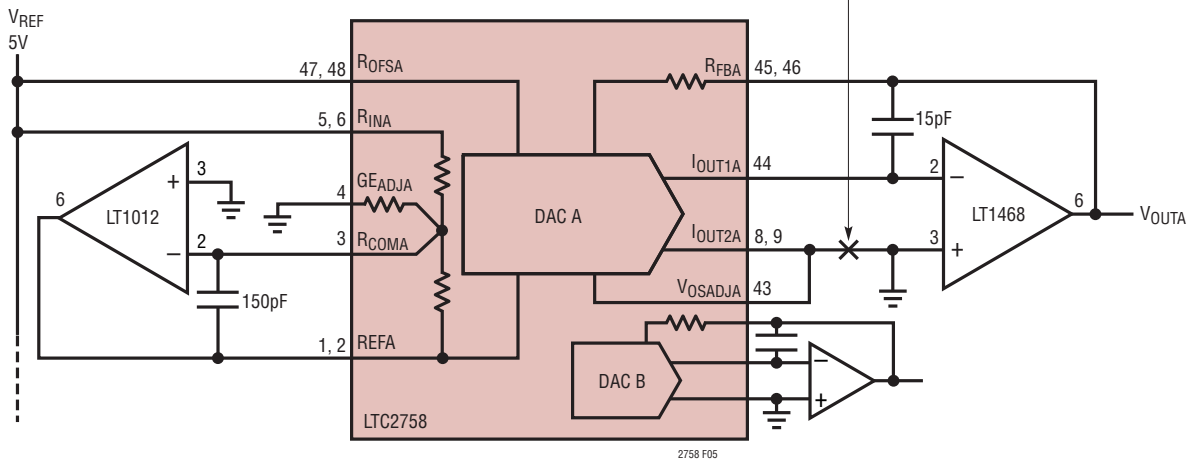 VREF
5V
47, 48
ROFSA
RFBA
45, 46
5, 6
RINA
15pF
GEADJA
4
IOUT1A
44
2
−
3
+
6
LT1012
DAC A
LT1468
6
VOUTA
2
−
3
RCOMA
IOUT2A
8, 9
3
+
VOSADJA
43
150pF
1, 2
REFA
DAC B
−
+
LTC2758
2758 F05